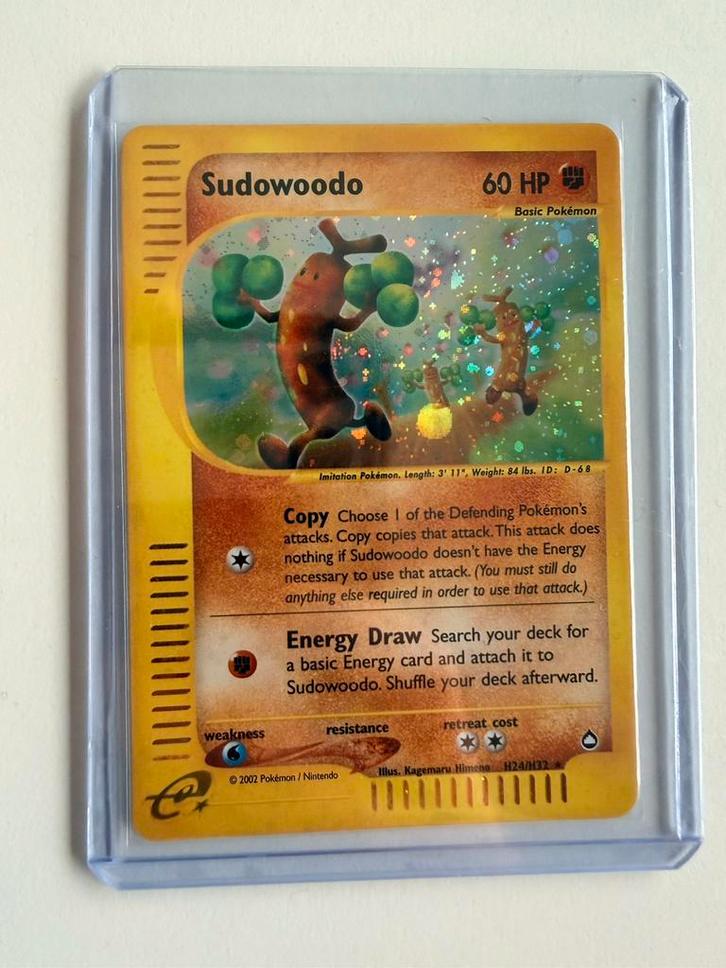 Sudowoodo 60 HP
Basic Pokémon
Imitation Pokémon. Length: 3' 11", Weight: 84 lbs. ID: D-68
Copy Choose 1 of the Defending Pokémon's
attacks. Copy copies that attack. This attack does
nothing if Sudowoodo doesn't have the Energy
necessary to use that attack. (You must still do
anything else required in order to use that attack.)
Energy Draw Search your deck for
a basic Energy card and attach it to
Sudowoodo. Shuffle your deck afterward.
weakness resistance retreat cost
© 2002 Pokémon / Nintendo
Illus. Kagemaru Himeno H24/H32 ★
e